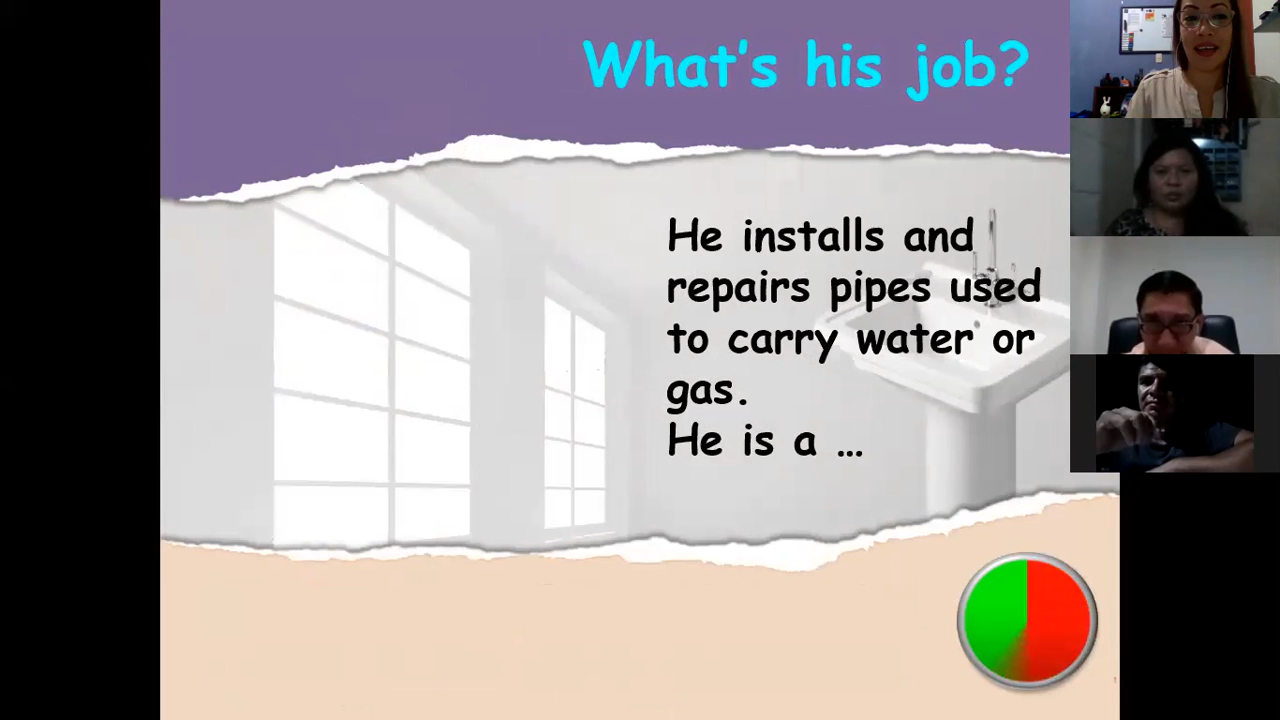 What's his job?
He installs and
repairs pipes used
to carry water or
gas.
He is a ...